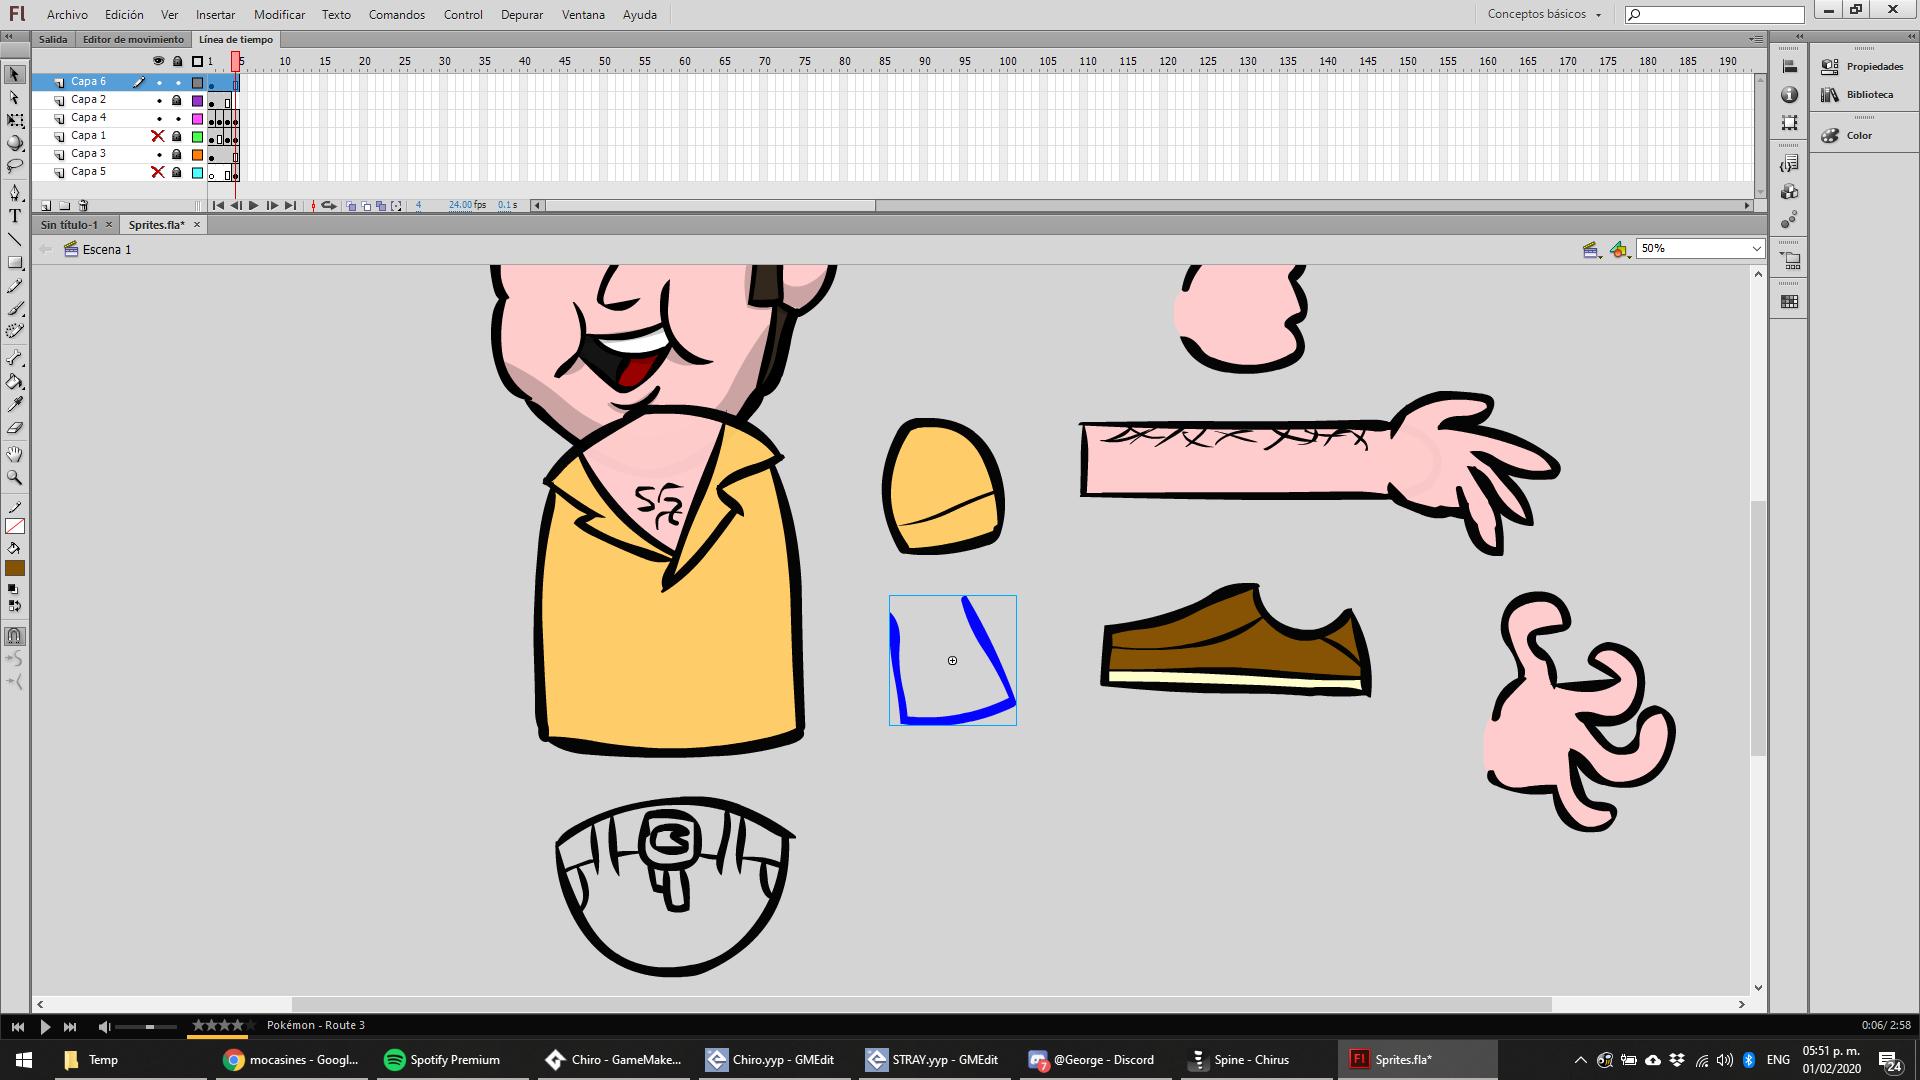 Fl Archivo Edición Ver Insertar Modificar Texto Comandos Control Depurar Ventana Ayuda Conceptos básicos
Salida Editor de movimiento Línea de tiempo
1 5 10 15 20 25 30 35 40 45 50 55 60 65 70 75 80 85 90 95 100 105 110 115 120 125 130 135 140 145 150 155 160 165 170 175 180 185 190
Capa 6
Capa 2
Capa 4
Capa 1
Capa 3
Capa 5
4 24.00 fps 0.1 s
Propiedades
Biblioteca
Color
Sin título-1 × Sprites.fla* ×
Escena 1 50%
Pokémon - Route 3 0:06/ 2:58
Temp mocasines - Googl... Spotify Premium Chiro - GameMake... Chiro.yyp - GMEdit STRAY.yyp - GMEdit 7 @George - Discord Spine - Chirus Fl Sprites.fla* ENG 05:51 p. m. 24
01/02/2020